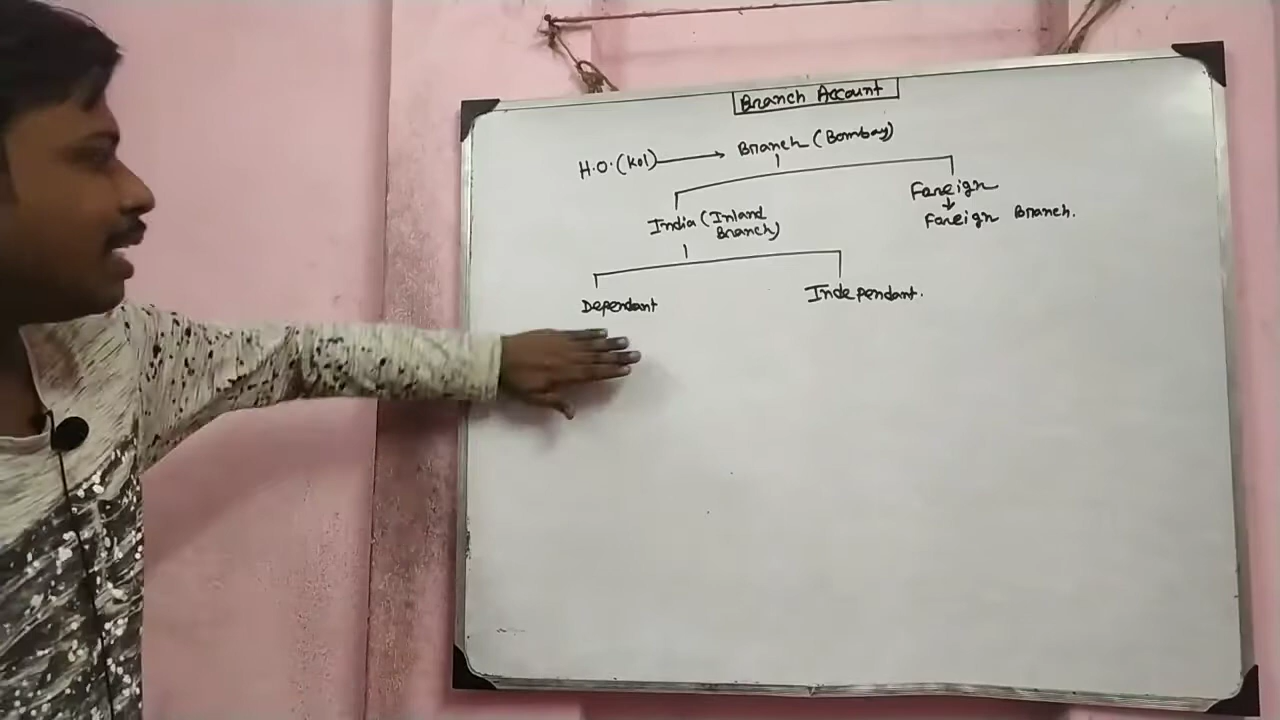 Branch Account
H.O.(Kol) → Branch (Bombay)
India (Inland Branch)
Foreign
↓
Foreign Branch.
Dependant
Independant.